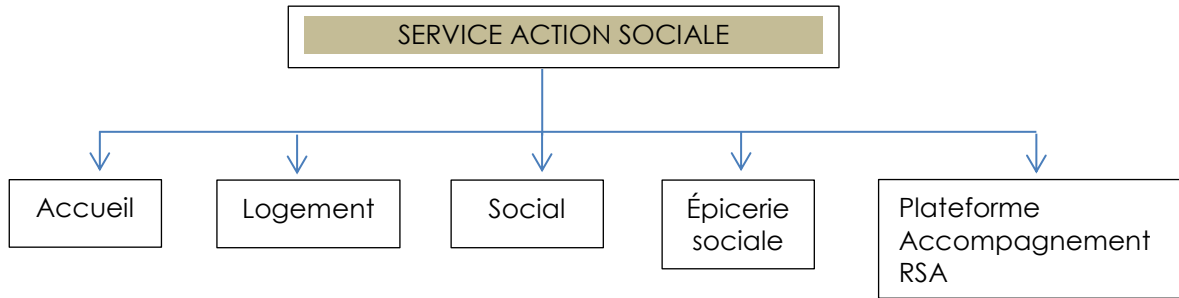 SERVICE ACTION SOCIALE
Accueil
Logement
Social
Épicerie
sociale
Plateforme
Accompagnement
RSA